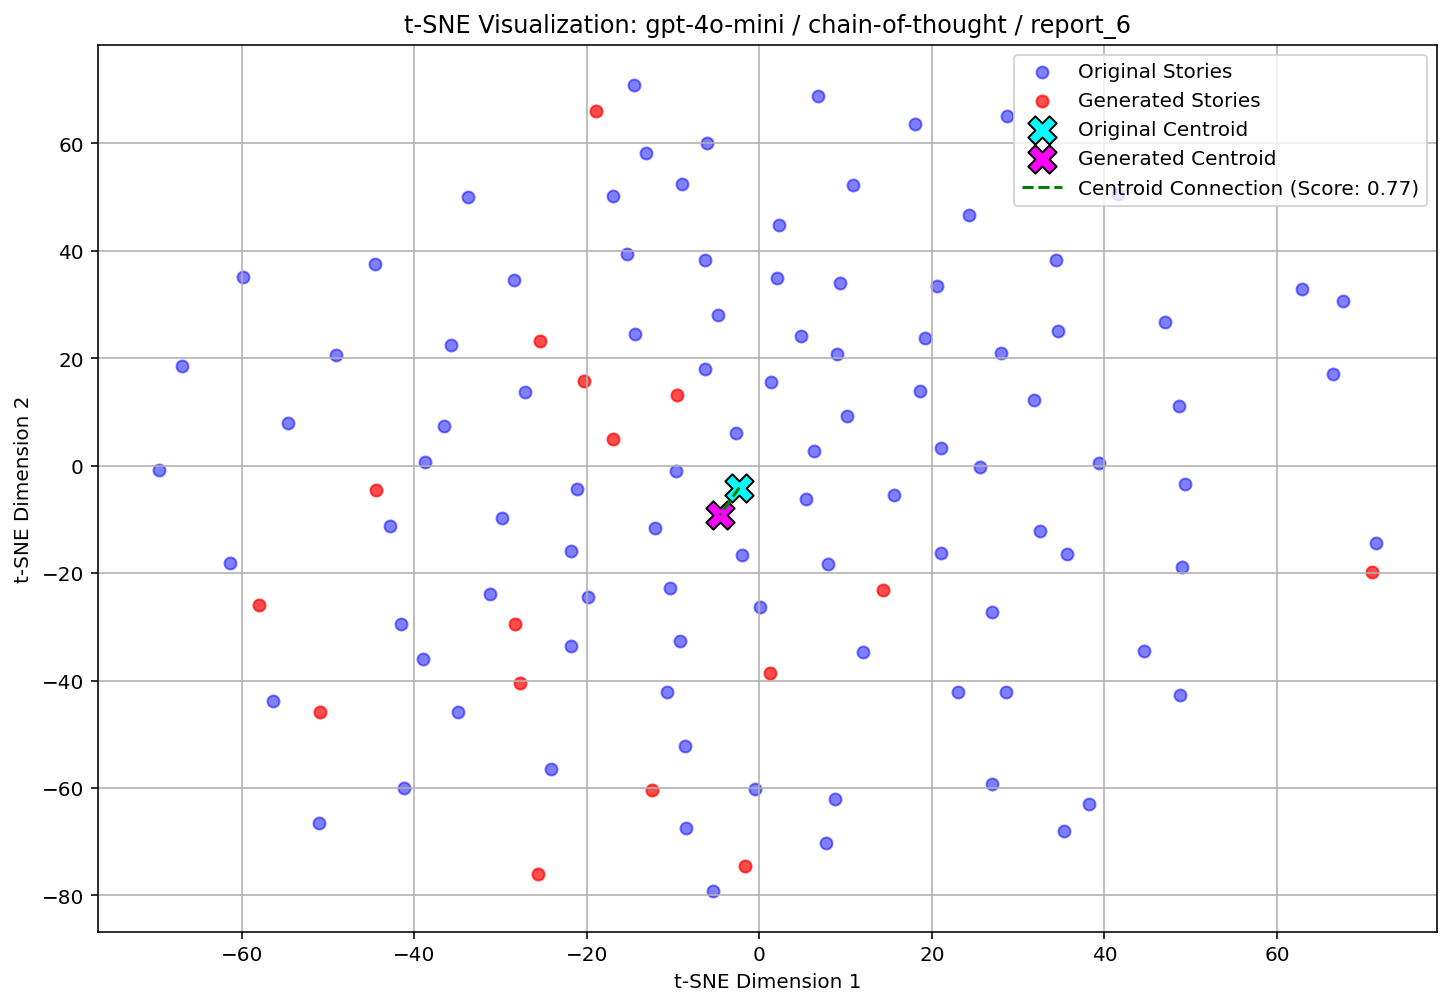 t-SNE Visualization: gpt-4o-mini / chain-of-thought / report_6
Original Stories
Generated Stories
Original Centroid
Generated Centroid
Centroid Connection (Score: 0.77)
60
40
20
0
−20
−40
−60
−80
t-SNE Dimension 2
−60
−40
−20
0
20
40
60
t-SNE Dimension 1